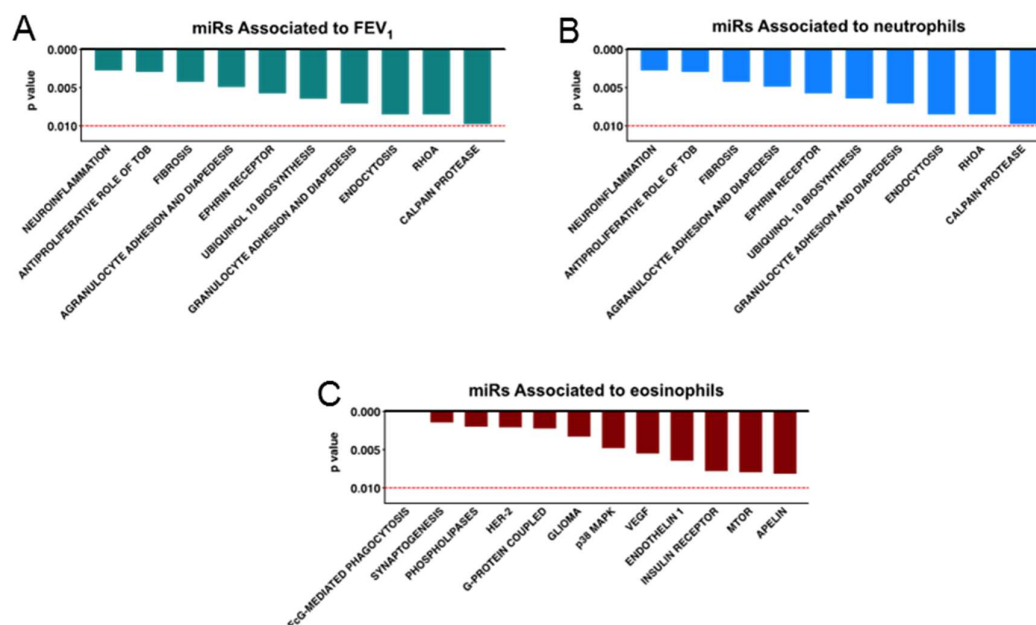 A
miRs Associated to FEV₁
p value
0.000
0.005
0.010
NEUROINFLAMMATION
ANTIPROLIFERATIVE ROLE OF TOB
FIBROSIS
AGRANULOCYTE ADHESION AND DIAPEDESIS
EPHRIN RECEPTOR
UBIQUINOL 10 BIOSYNTHESIS
GRANULOCYTE ADHESION AND DIAPEDESIS
ENDOCYTOSIS
RHOA
CALPAIN PROTEASE
B
miRs Associated to neutrophils
p value
0.000
0.005
0.010
NEUROINFLAMMATION
ANTIPROLIFERATIVE ROLE OF TOB
FIBROSIS
AGRANULOCYTE ADHESION AND DIAPEDESIS
EPHRIN RECEPTOR
UBIQUINOL 10 BIOSYNTHESIS
GRANULOCYTE ADHESION AND DIAPEDESIS
ENDOCYTOSIS
RHOA
CALPAIN PROTEASE
C
miRs Associated to eosinophils
p value
0.000
0.005
0.010
FcG-MEDIATED PHAGOCYTOSIS
SYNAPTOGENESIS
PHOSPHOLIPASES
HER-2
G-PROTEIN COUPLED
GLIOMA
p38 MAPK
VEGF
ENDOTHELIN 1
INSULIN RECEPTOR
MTOR
APELIN